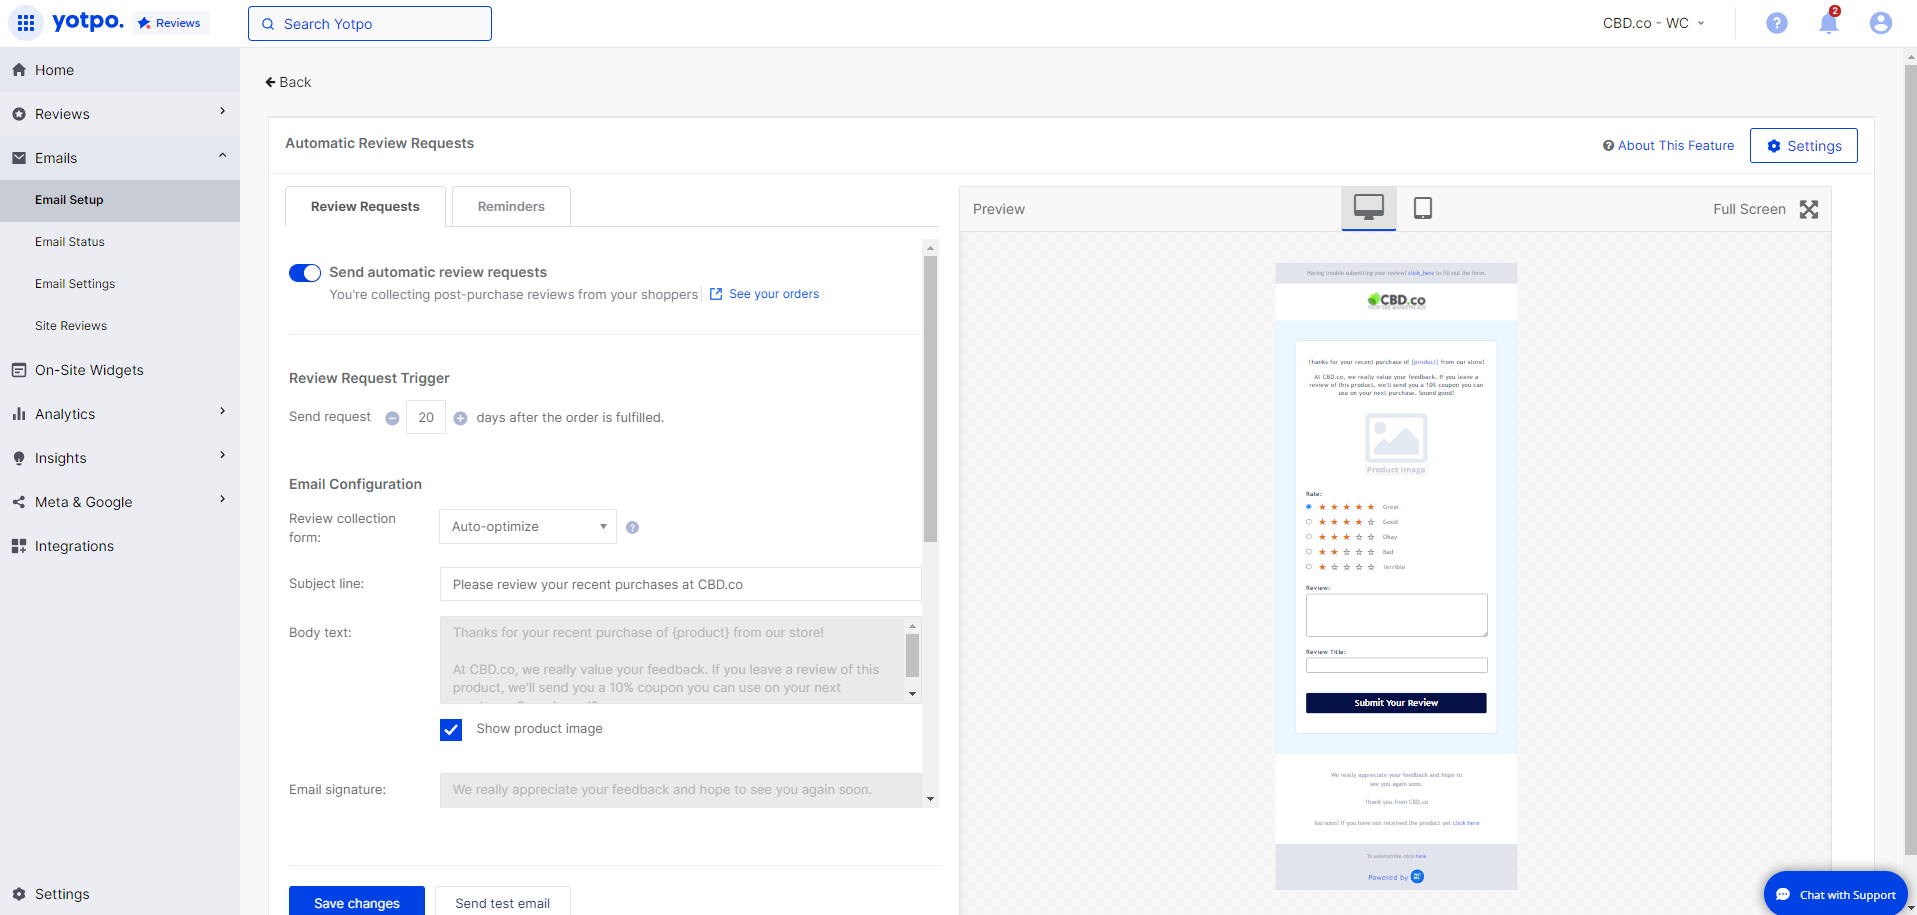 yotpo.
Reviews
Search Yotpo
CBD.co - WC
?
2
Home
Reviews
Emails
Email Setup
Email Status
Email Settings
Site Reviews
On-Site Widgets
Analytics
Insights
Meta & Google
Integrations
Settings
Back
Automatic Review Requests
About This Feature
Settings
Review Requests
Reminders
Send automatic review requests
You're collecting post-purchase reviews from your shoppers
See your orders
Review Request Trigger
Send request
20
days after the order is fulfilled.
Email Configuration
Review collection
form:
Auto-optimize
?
Subject line:
Please review your recent purchases at CBD.co
Body text:
Thanks for your recent purchase of {product} from our store!
At CBD.co, we really value your feedback. If you leave a review of this
product, we'll send you a 10% coupon you can use on your next
Show product image
Email signature:
We really appreciate your feedback and hope to see you again soon.
Save changes
Send test email
Preview
Full Screen
Having trouble submitting your review? click_here to fill out the form.
CBD.co
YOUR CBD MARKETPLACE
Thanks for your recent purchase of {product} from our store!
At CBD.co, we really value your feedback. If you leave a
review of this product, we'll send you a 10% coupon you can
use on your next purchase. Sound good?
Product Image
Rate:
Great
Good
Okay
Bad
Terrible
Review:
Review Title:
Submit Your Review
We really appreciate your feedback and hope to
see you again soon.
Thank you from CBD.co
Too soon? If you have not received the product yet click here
To unsubscribe click here
Powered by
Chat with Support